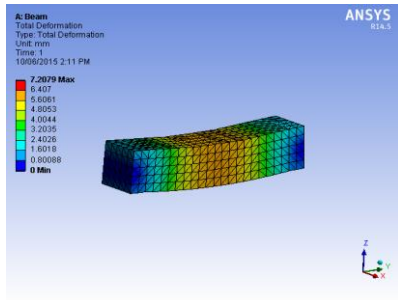 A: Beam
Total Deformation
Type: Total Deformation
Unit: mm
Time: 1
10/06/2015 2:11 PM
7.2079 Max
6.407
5.6061
4.8053
4.0044
3.2035
2.4026
1.6018
0.80088
0 Min
ANSYS
R14.5
Z
Y
X